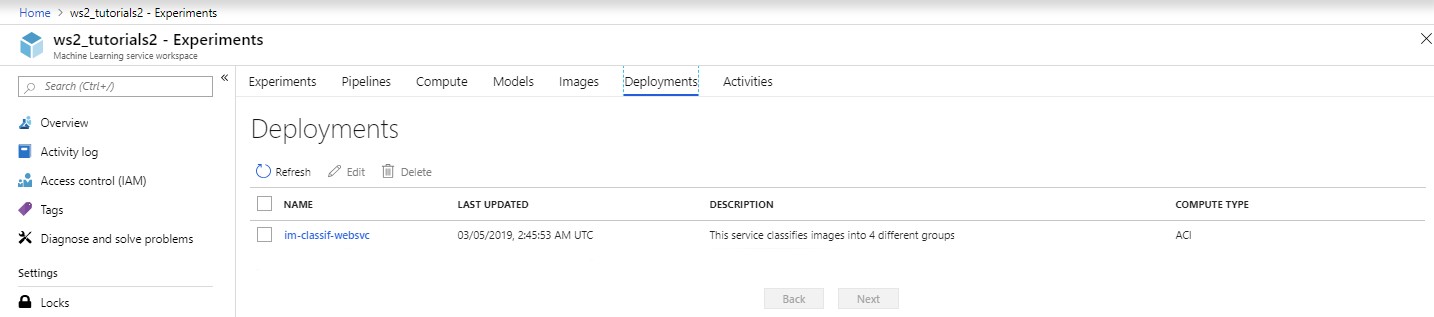 Home > ws2_tutorials2 - Experiments
ws2_tutorials2 - Experiments
Machine Learning service workspace
Search (Ctrl+/)
Overview
Activity log
Access control (IAM)
Tags
Diagnose and solve problems
Settings
Locks
Experiments Pipelines Compute Models Images Deployments Activities
Deployments
Refresh Edit Delete
NAME LAST UPDATED DESCRIPTION COMPUTE TYPE
im-classif-websvc 03/05/2019, 2:45:53 AM UTC This service classifies images into 4 different groups ACI
Back Next